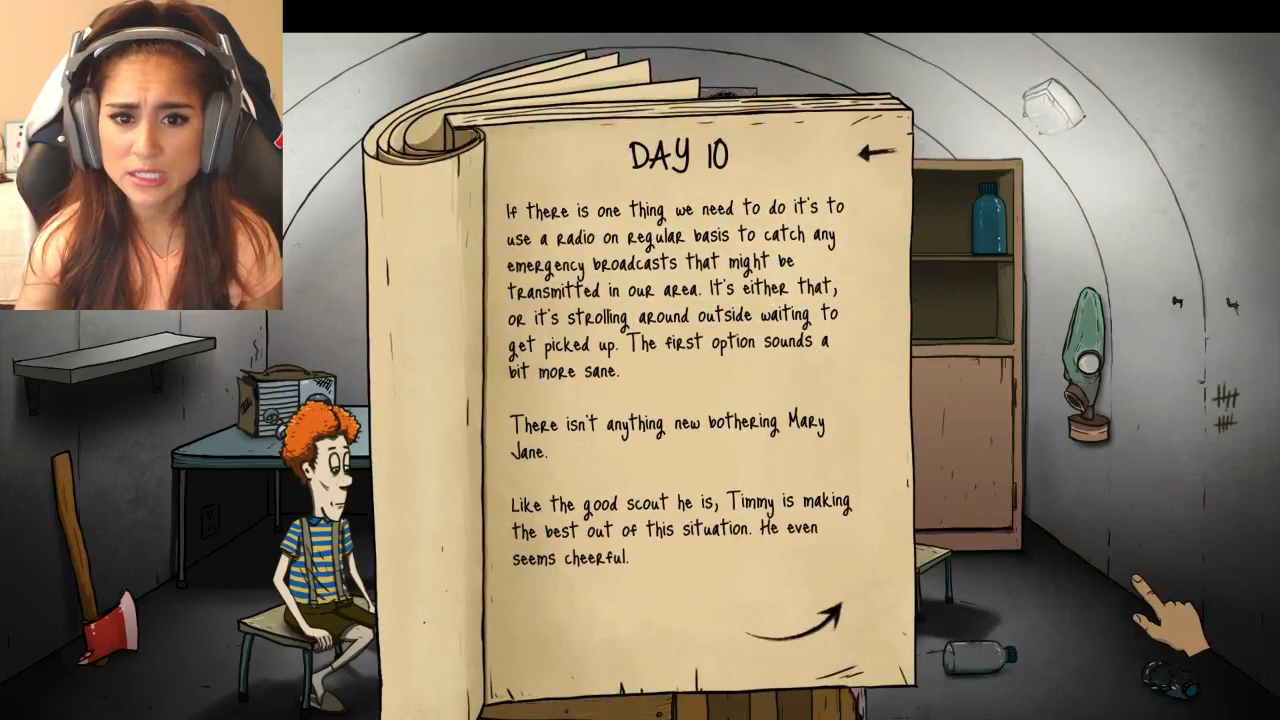 DAY 10
If there is one thing we need to do it's to
use a radio on regular basis to catch any
emergency broadcasts that might be
transmitted in our area. It's either that,
or it's strolling around outside waiting to
get picked up. The first option sounds a
bit more sane.
There isn't anything new bothering Mary
Jane.
Like the good scout he is, Timmy is making
the best out of this situation. He even
seems cheerful.